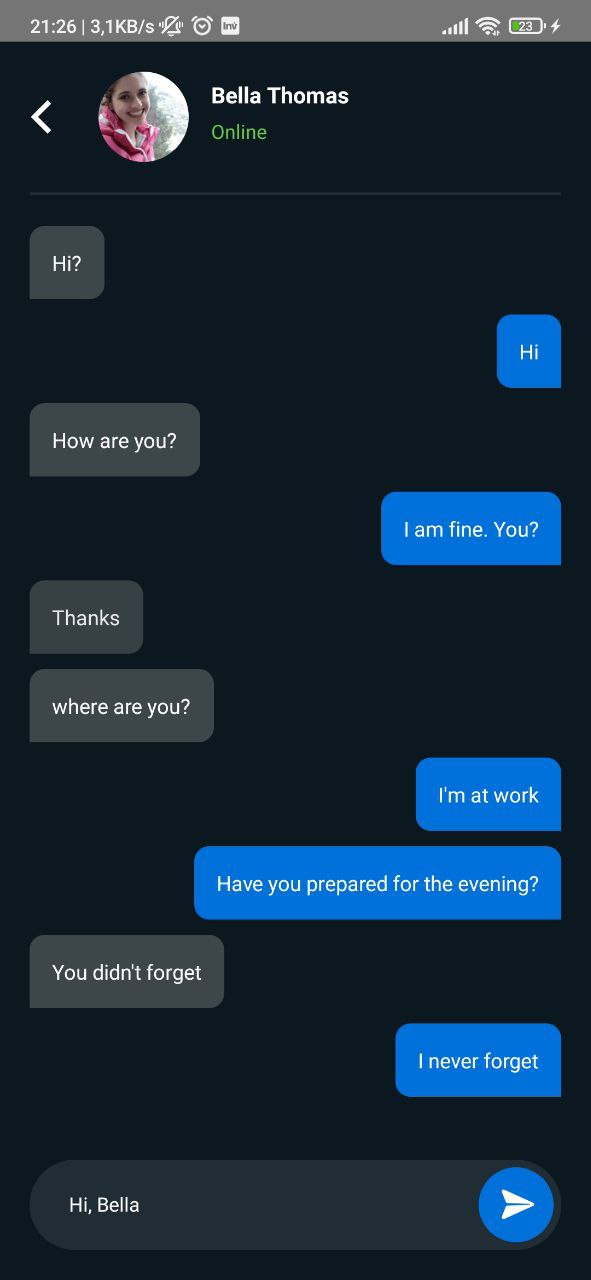 21:26 | 3,1KB/s Inv 23
Bella Thomas
Online
Hi?
Hi
How are you?
I am fine. You?
Thanks
where are you?
I'm at work
Have you prepared for the evening?
You didn't forget
I never forget
Hi, Bella